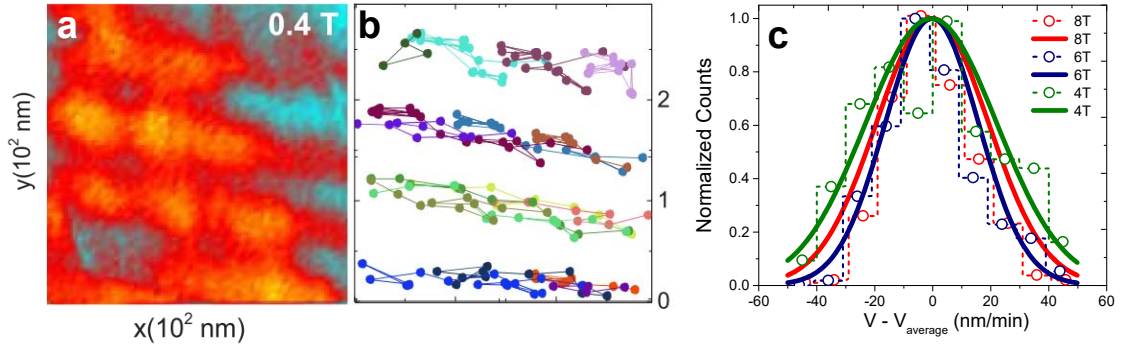 a
0.4 T
y(10² nm)
x(10² nm)
b
2
1
0
c
Normalized Counts
1.0
0.8
0.6
0.4
0.2
0.0
-60
-40
-20
0
20
40
60
V - Vaverage (nm/min)
8T
8T
6T
6T
4T
4T